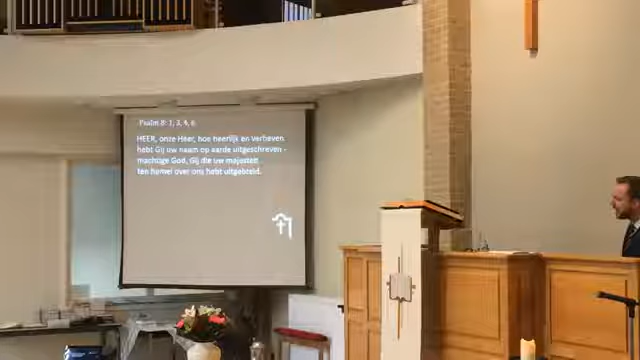 Psalm 8: 1, 3, 4, 6
HEER, onze Heer, hoe heerlijk en verheven
hebt Gij uw naam op aarde uitgeschreven -
machtige God, Gij die uw majesteit
ten hemel over ons hebt uitgebreid.